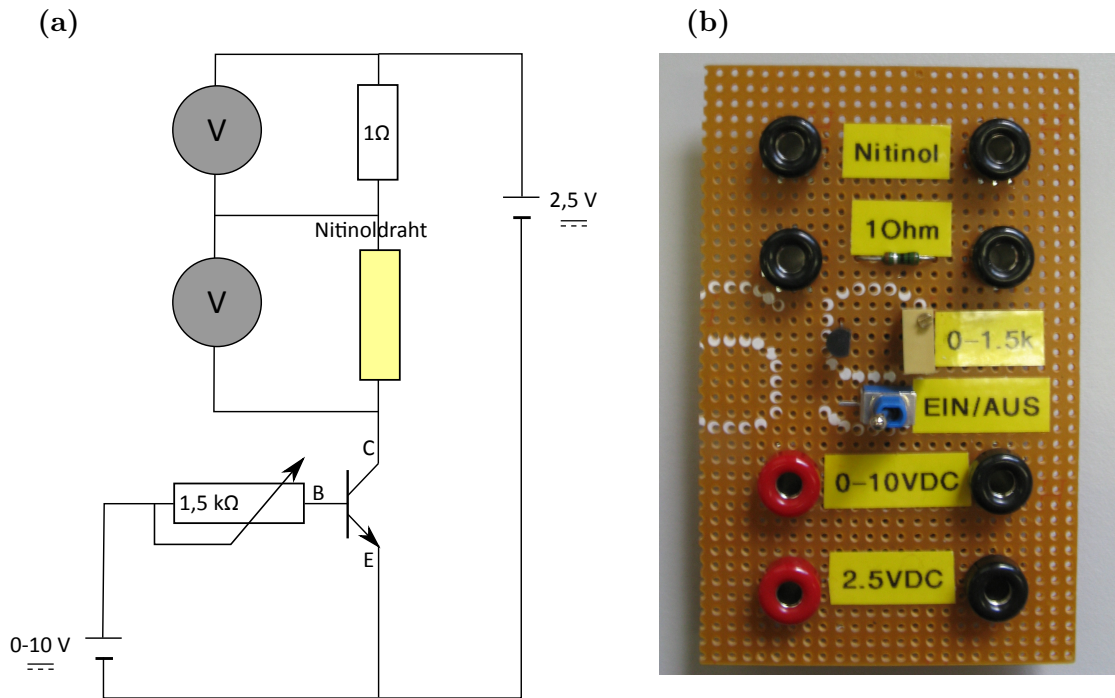 (a)
V
1Ω
2,5 V
Nitinoldraht
V
C
1,5 kΩ
B
E
0-10 V
(b)
Nitinol
1Ohm
0-1.5k
EIN/AUS
0-10VDC
2.5VDC